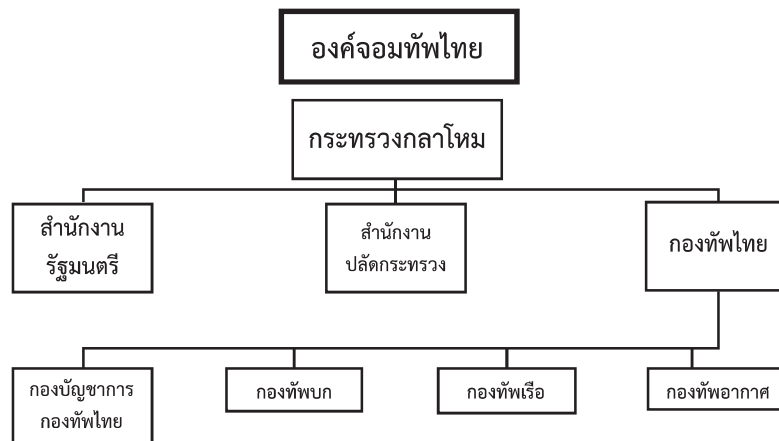 องค์จอมทัพไทย
กระทรวงกลาโหม
สำนักงาน
รัฐมนตรี
สำนักงาน
ปลัดกระทรวง
กองทัพไทย
กองบัญชาการ
กองทัพไทย
กองทัพบก
กองทัพเรือ
กองทัพอากาศ